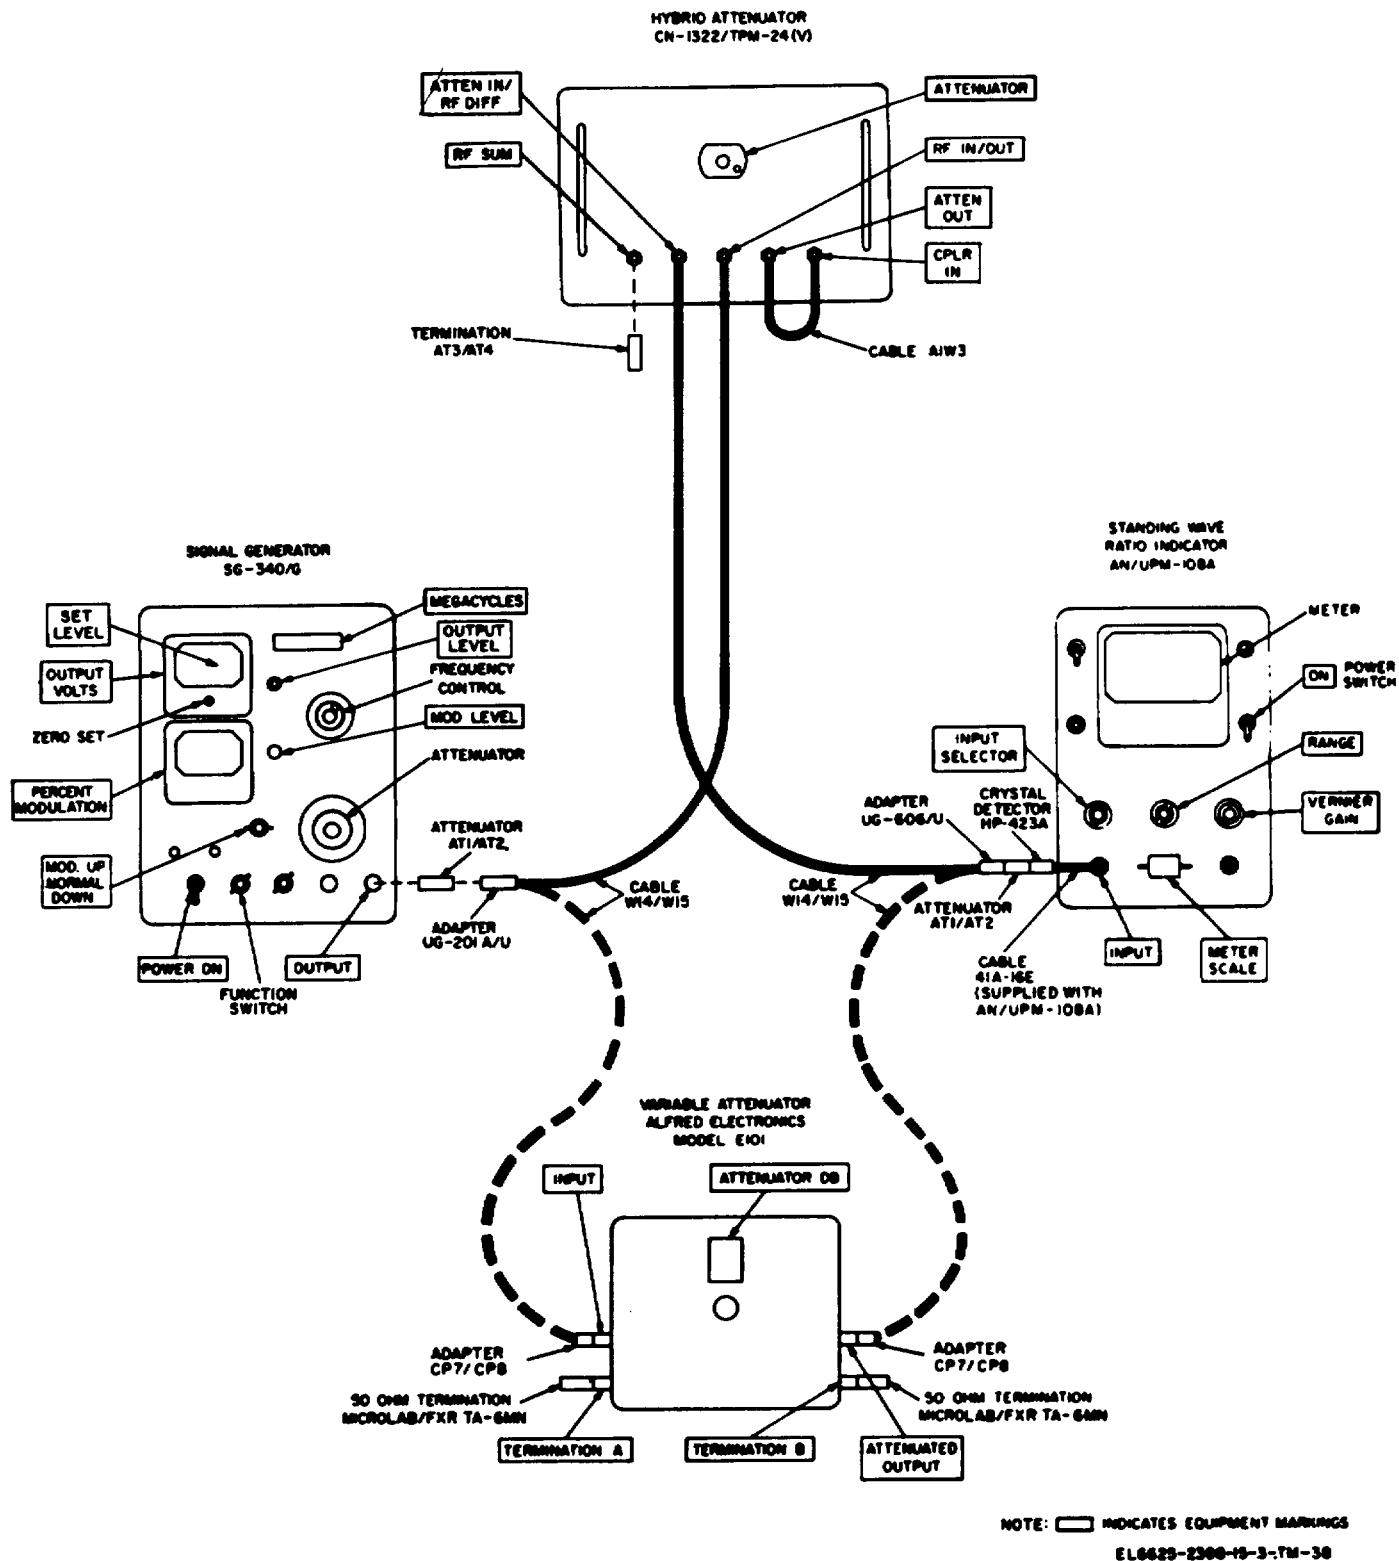 HYBRID ATTENUATOR
CN-1322/TPM-24(V)
ATTEN IN/
RF DIFF
RF SUM
ATTENUATOR
RF IN/OUT
ATTEN
OUT
CPLR
IN
TERMINATION
AT3/AT4
CABLE A1W3
SIGNAL GENERATOR
SG-340/G
SET
LEVEL
OUTPUT
VOLTS
ZERO SET
PERCENT
MODULATION
MOD. UP
NORMAL
DOWN
MEGACYCLES
OUTPUT
LEVEL
FREQUENCY
CONTROL
MOD LEVEL
ATTENUATOR
ATTENUATOR
AT1/AT2
POWER ON
FUNCTION
SWITCH
OUTPUT
ADAPTER
UG-201A/U
CABLE
W14/W15
STANDING WAVE
RATIO INDICATOR
AN/UPM-108A
METER
ON
POWER
SWITCH
INPUT
SELECTOR
RANGE
VERNIER
GAIN
ADAPTER
UG-606/U
CRYSTAL
DETECTOR
HP-423A
CABLE
W14/W15
ATTENUATOR
AT1/AT2
CABLE
41A-16E
(SUPPLIED WITH
AN/UPM-108A)
INPUT
METER
SCALE
VARIABLE ATTENUATOR
ALFRED ELECTRONICS
MODEL E101
INPUT
ATTENUATOR DB
ADAPTER
CP7/CP8
50 OHM TERMINATION
MICROLAB/FXR TA-6MN
TERMINATION A
ADAPTER
CP7/CP8
50 OHM TERMINATION
MICROLAB/FXR TA-6MN
TERMINATION B
ATTENUATED
OUTPUT
NOTE: INDICATES EQUIPMENT MARKINGS
EL6625-2388-15-3-TM-38